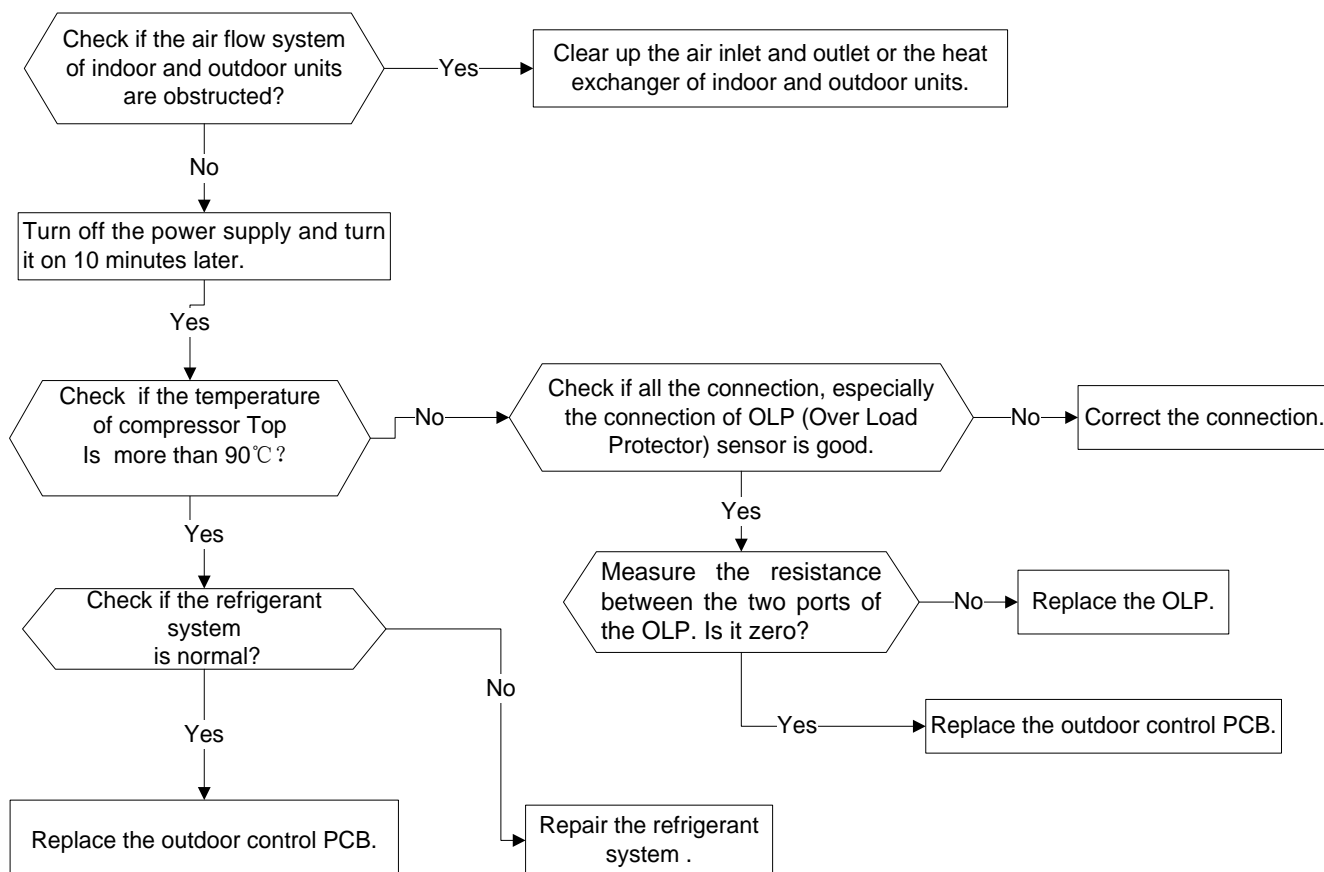 Check if the air flow system
of indoor and outdoor units
are obstructed?
Yes
Clear up the air inlet and outlet or the heat
exchanger of indoor and outdoor units.
No
Turn off the power supply and turn
it on 10 minutes later.
Yes
Check if the temperature
of compressor Top
Is more than 90℃?
No
Check if all the connection, especially
the connection of OLP (Over Load
Protector) sensor is good.
No
Correct the connection.
Yes
Yes
Measure the resistance
between the two ports of
the OLP. Is it zero?
No
Replace the OLP.
Check if the refrigerant
system
is normal?
No
Yes
Yes
Replace the outdoor control PCB.
Replace the outdoor control PCB.
Repair the refrigerant
system .